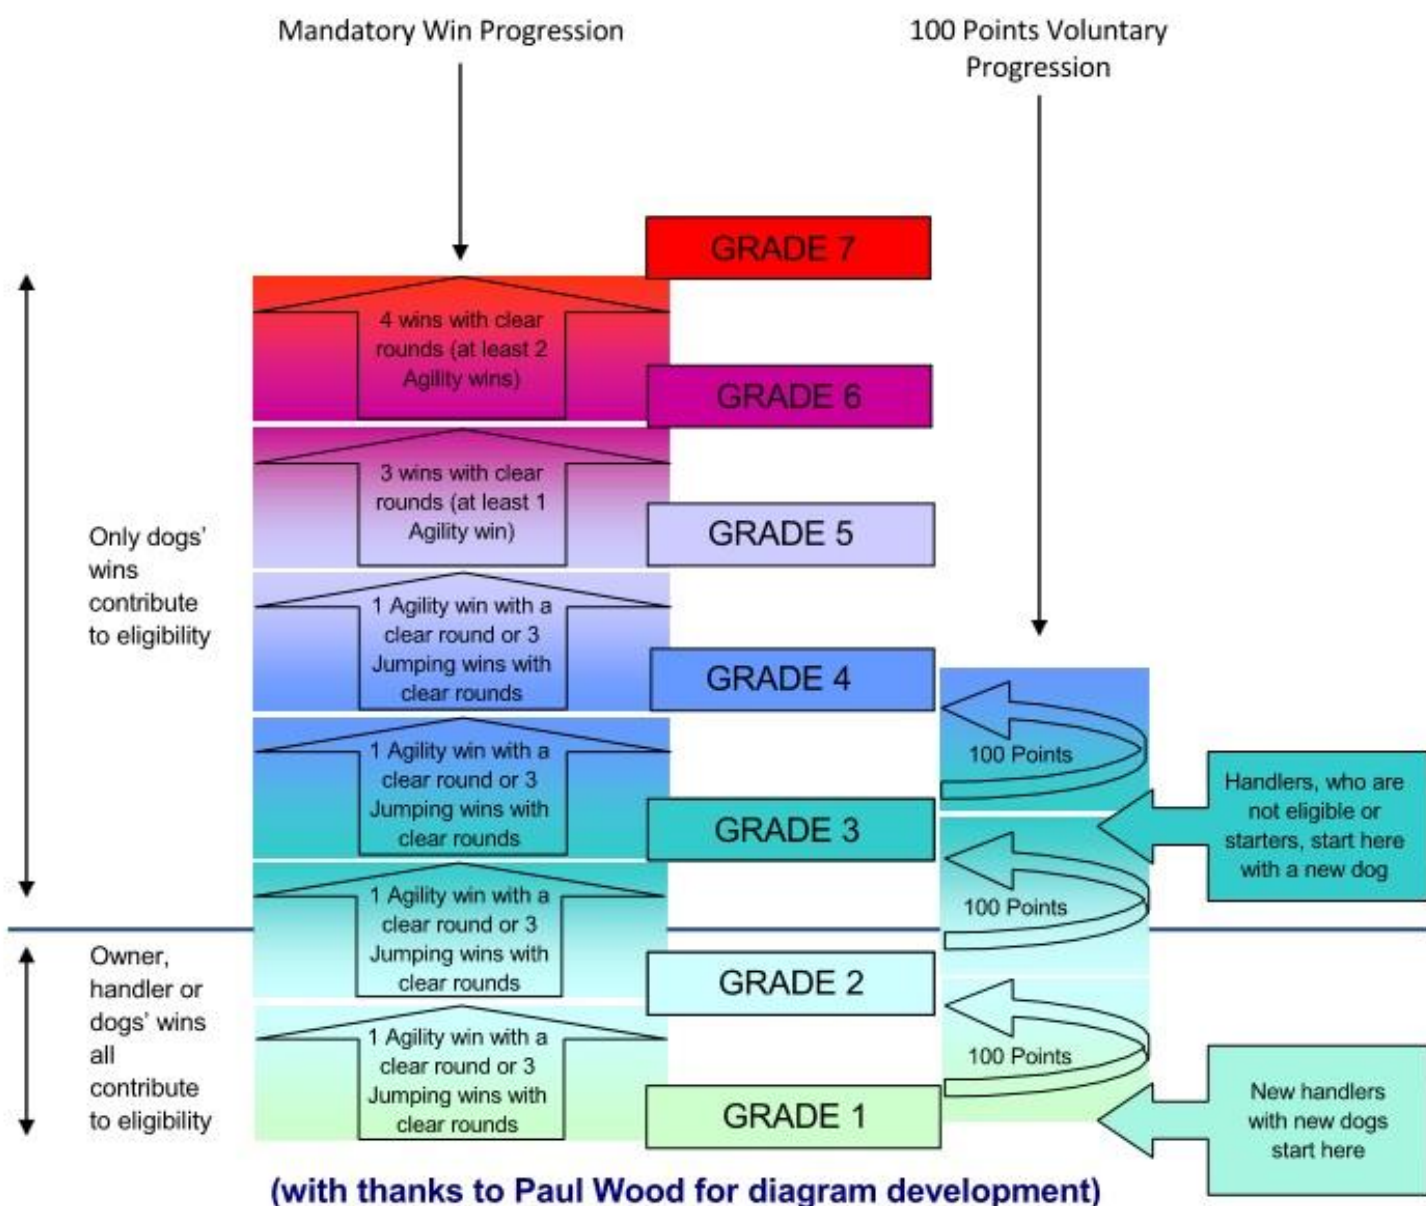 Mandatory Win Progression
100 Points Voluntary
Progression
GRADE 7
4 wins with clear
rounds (at least 2
Agility wins)
GRADE 6
3 wins with clear
rounds (at least 1
Agility win)
GRADE 5
Only dogs'
wins
contribute
to eligibility
1 Agility win with a
clear round or 3
Jumping wins with
clear rounds
GRADE 4
1 Agility win with a
clear round or 3
Jumping wins with
clear rounds
100 Points
Handlers, who are
not eligible or
starters, start here
with a new dog
GRADE 3
1 Agility win with a
clear round or 3
Jumping wins with
clear rounds
100 Points
GRADE 2
Owner,
handler or
dogs' wins
all
contribute
to eligibility
1 Agility win with a
clear round or 3
Jumping wins with
clear rounds
100 Points
GRADE 1
New handlers
with new dogs
start here
(with thanks to Paul Wood for diagram development)